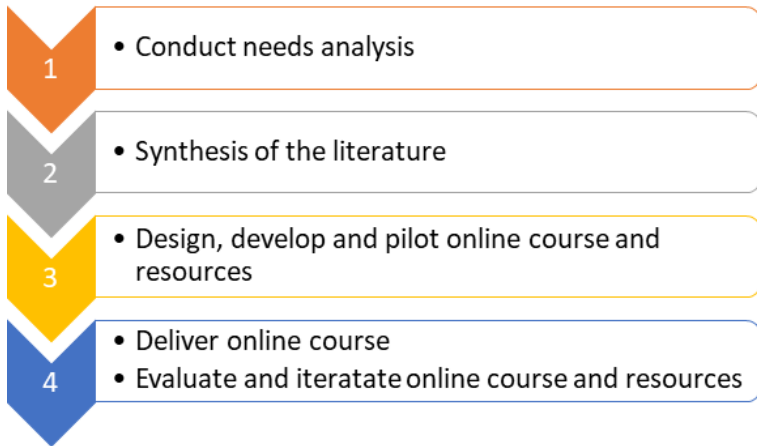 1
• Conduct needs analysis
2
• Synthesis of the literature
3
• Design, develop and pilot online course and
resources
4
• Deliver online course
• Evaluate and iteratate online course and resources